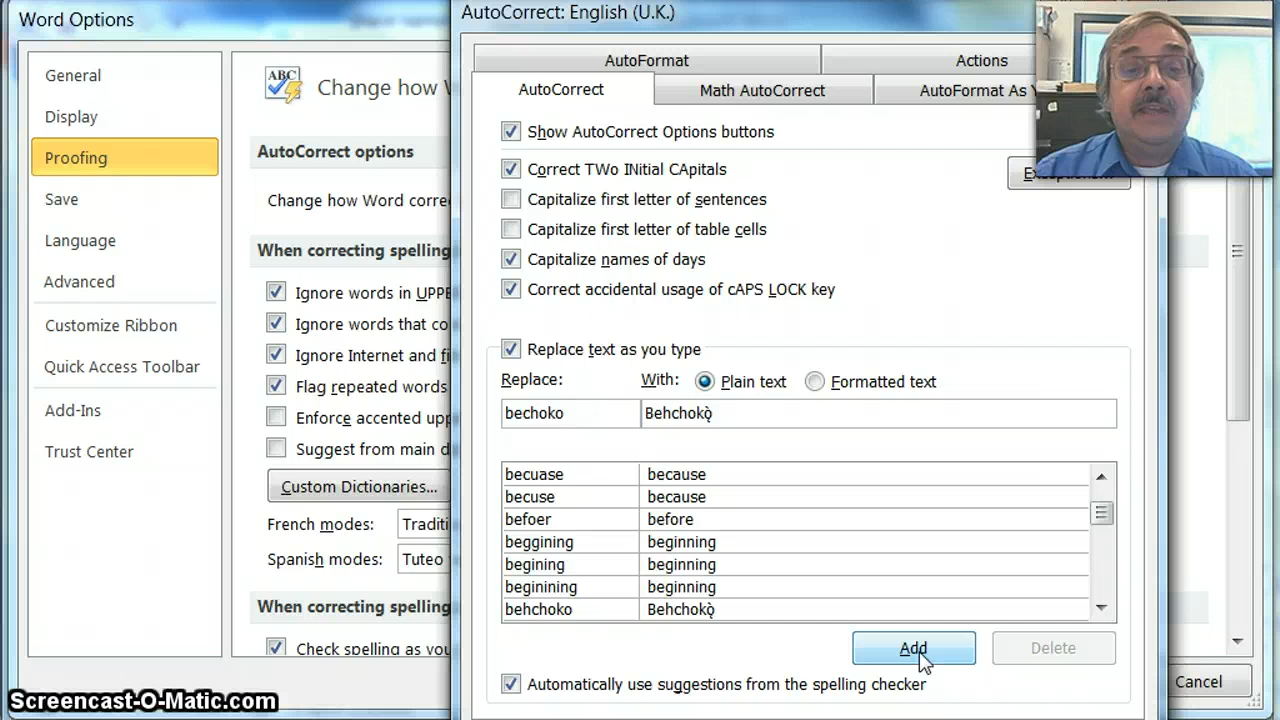 Word Options
General
Display
Proofing
Save
Language
Advanced
Customize Ribbon
Quick Access Toolbar
Add-Ins
Trust Center
ABC
Change how
AutoCorrect options
Change how Word
When correcting spelling
Ignore words in
Ignore words that
Ignore Internet and
Flag repeated words
Enforce accented
Suggest from main
Custom Dictionaries...
French modes:
Spanish modes:
Tuteo
When correcting spelling
Check spelling as
AutoCorrect: English (U.K.)
AutoFormat
Actions
AutoCorrect
Math AutoCorrect
AutoFormat As
Show AutoCorrect Options buttons
Correct TWo INitial CApitals
Capitalize first letter of sentences
Capitalize first letter of table cells
Capitalize names of days
Correct accidental usage of cAPS LOCK key
Replace text as you type
Replace: With: Plain text Formatted text
bechoko Behchokǫ̀
becuase because
becuse because
befoer before
beggining beginning
begining beginning
beginining beginning
behchoko Behchokǫ̀
Add Delete
Automatically use suggestions from the spelling checker
Cancel
Screencast-O-Matic.com